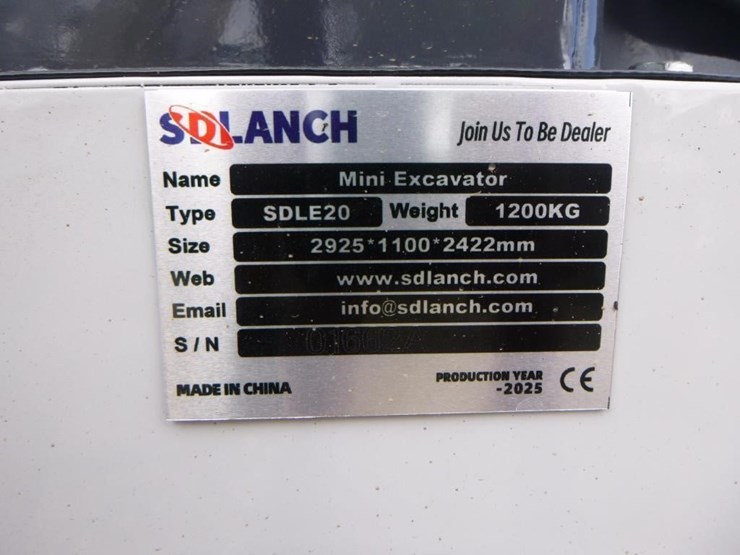 SDLANCH
Join Us To Be Dealer
Name Mini Excavator
Type SDLE20 Weight 1200KG
Size 2925*1100*2422mm
Web www.sdlanch.com
Email info@sdlanch.com
S/N
MADE IN CHINA
PRODUCTION YEAR
-2025
CE